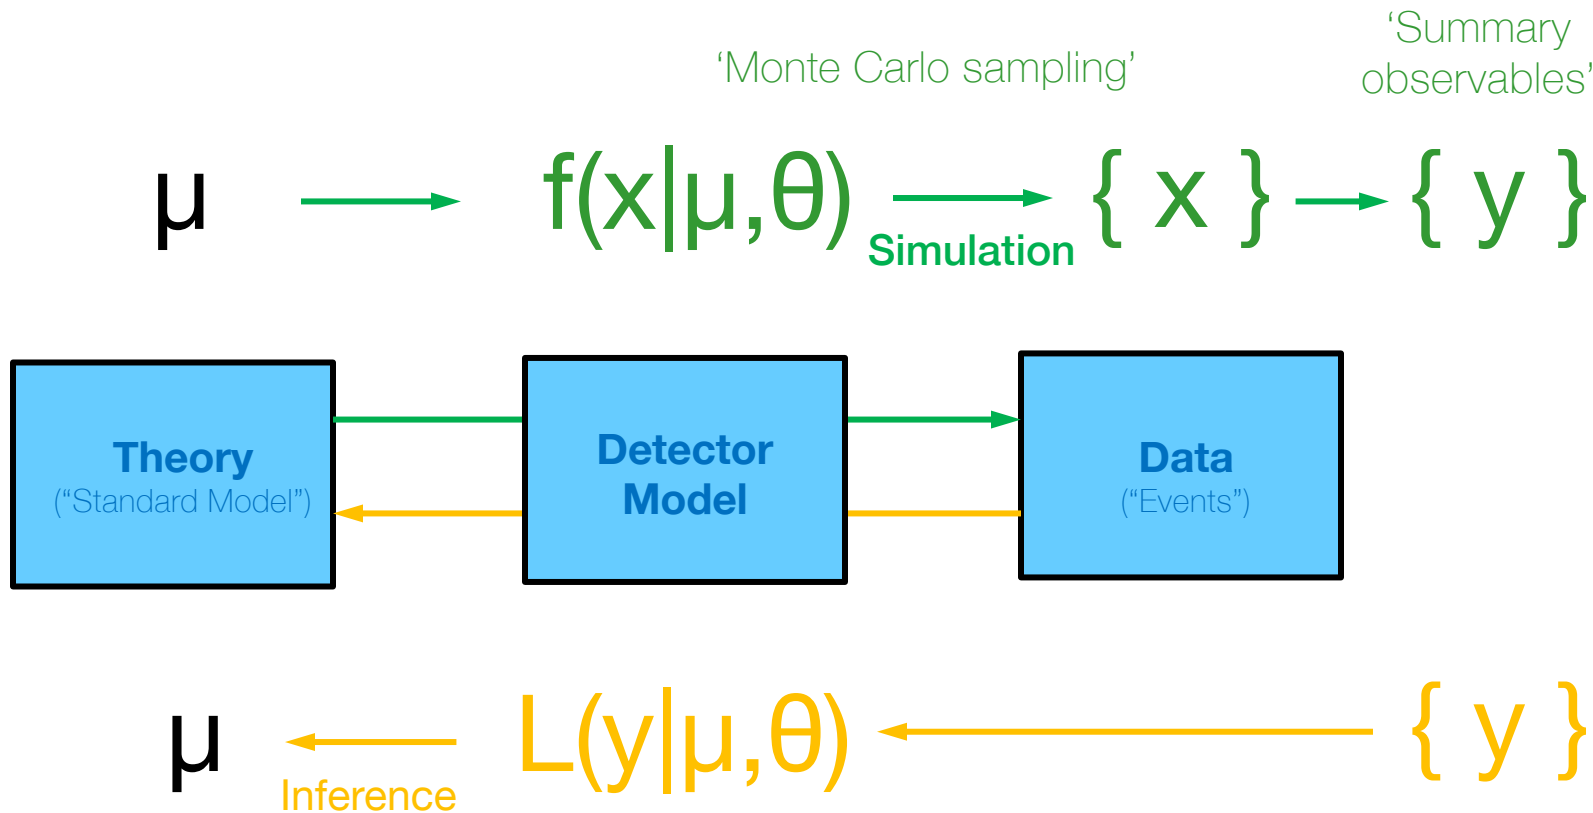 ‘Summary
observables’
‘Monte Carlo sampling’
μ
f(x|μ,θ)
{ x }
{ y }
Simulation
Theory
(“Standard Model”)
Detector
Model
Data
(“Events”)
μ
L(y|μ,θ)
{ y }
Inference